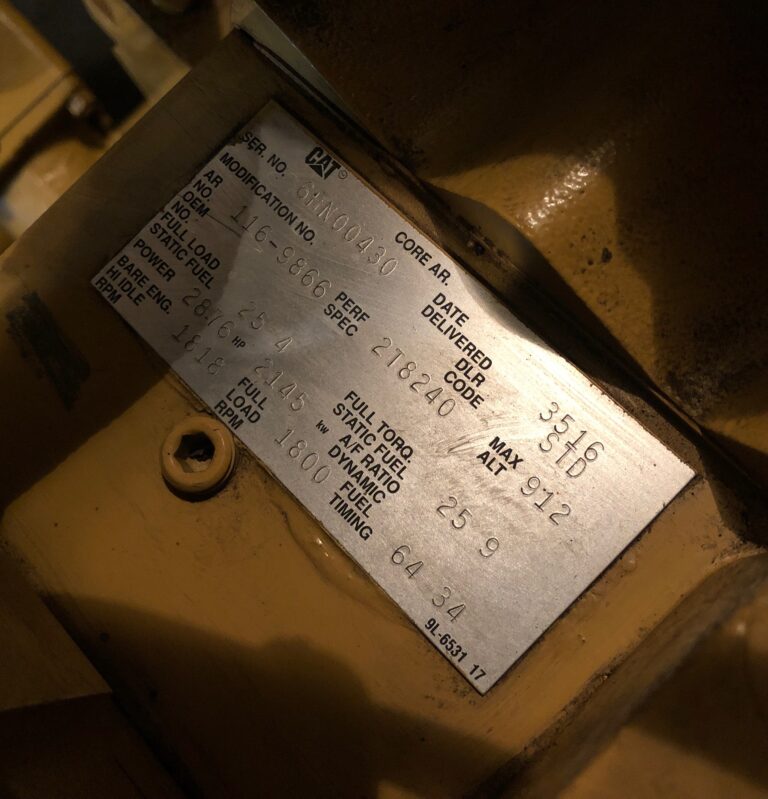 CAT®
SER. NO. 6HN00430 3516
MODIFICATION NO. CORE AR. STD
AR
NO. 116-9866
PERF
SPEC 2T8240
DATE
DELIVERED
DLR
CODE
MAX
ALT 912
OEM
NO.
FULL LOAD
STATIC FUEL 25 4
FULL TORQ.
STATIC FUEL 25 9
POWER 2876 HP 2145 kw
A/F RATIO
DYNAMIC
BARE ENG.
HI IDLE
RPM 1818
FULL
LOAD
RPM 1800
FUEL
TIMING 64 34
9L-6531 17